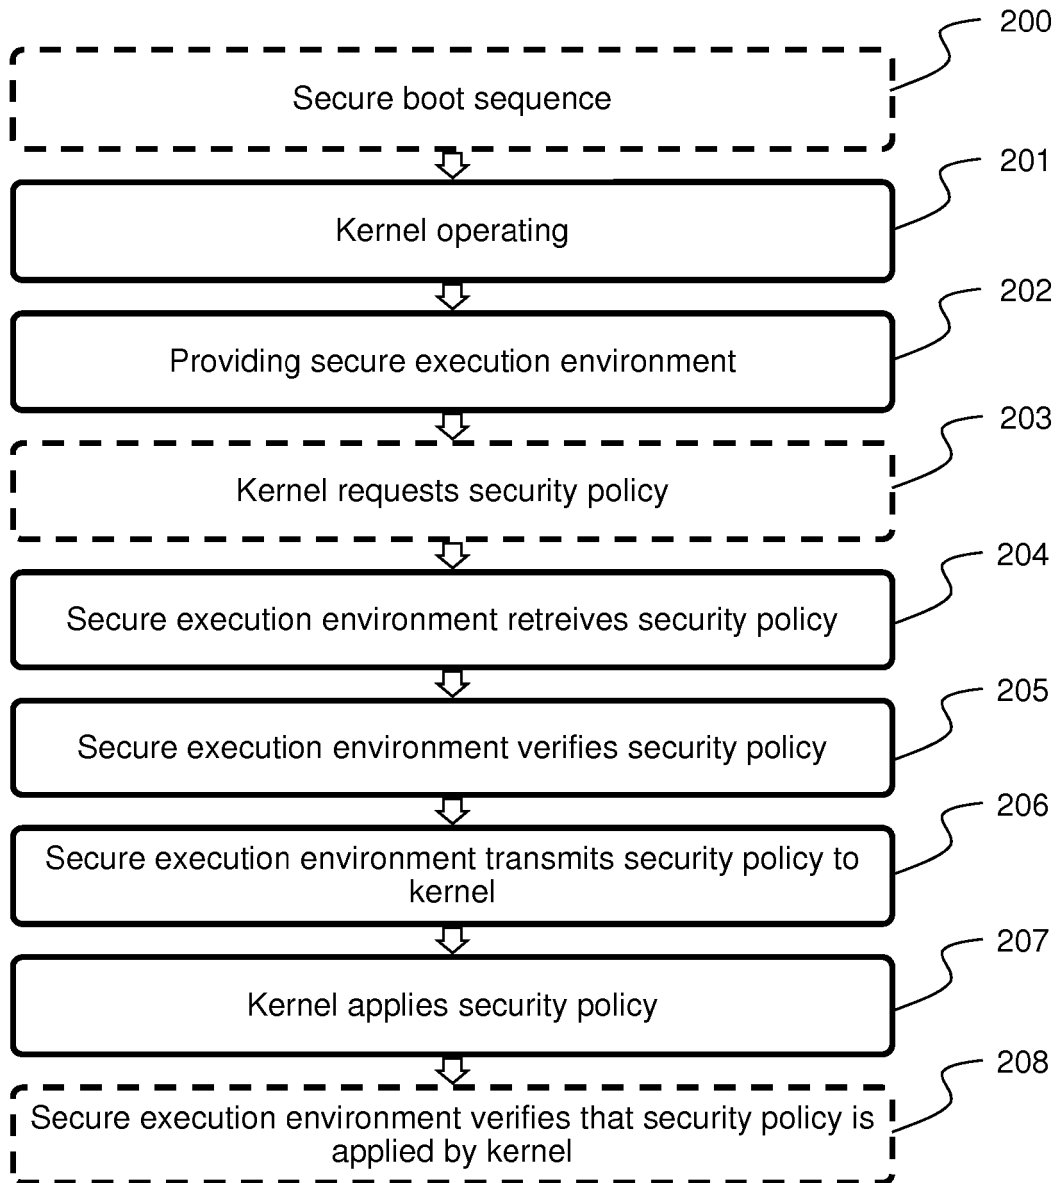 200
Secure boot sequence
201
Kernel operating
202
Providing secure execution environment
203
Kernel requests security policy
204
Secure execution environment retreives security policy
205
Secure execution environment verifies security policy
206
Secure execution environment transmits security policy to
kernel
207
Kernel applies security policy
208
Secure execution environment verifies that security policy is
applied by kernel